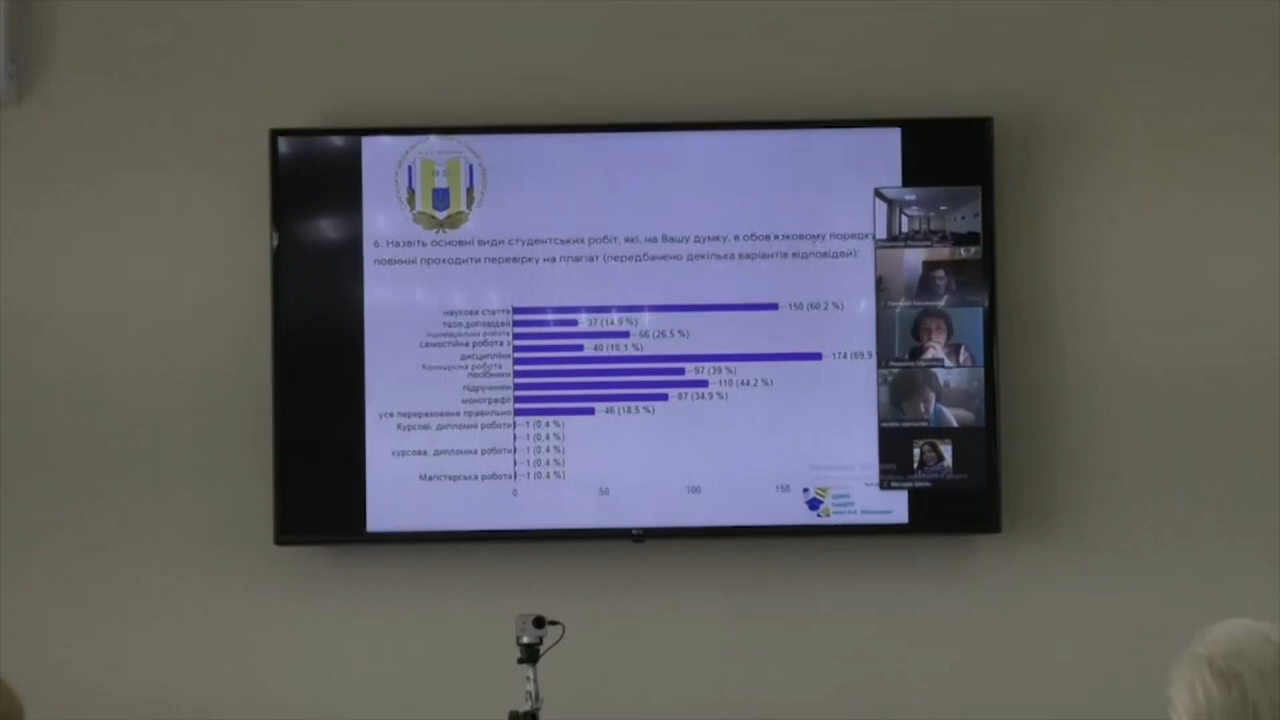 6. Назвіть основні види студентських робіт, які, на Вашу думку, в обов'язковому порядку
повинні проходити перевірку на плагіат (передбачено декілька варіантів відповідей):
наукова стаття
150 (60.2 %)
тези доповідей
37 (14.9 %)
індивідуальна робота
66 (26.5 %)
самостійна робота з
40 (16.1 %)
дисципліни
174 (69.9
Конкурсна робота
97 (39 %)
посібники
підручники
110 (44.2 %)
монографії
87 (34.9 %)
усе перераховане правильно
46 (18.5 %)
Курсові, дипломні роботи
1 (0.4 %)
1 (0.4 %)
курсова, дипломна роботи
1 (0.4 %)
1 (0.4 %)
Магістерська робота
1 (0.4 %)
0
50
100
150